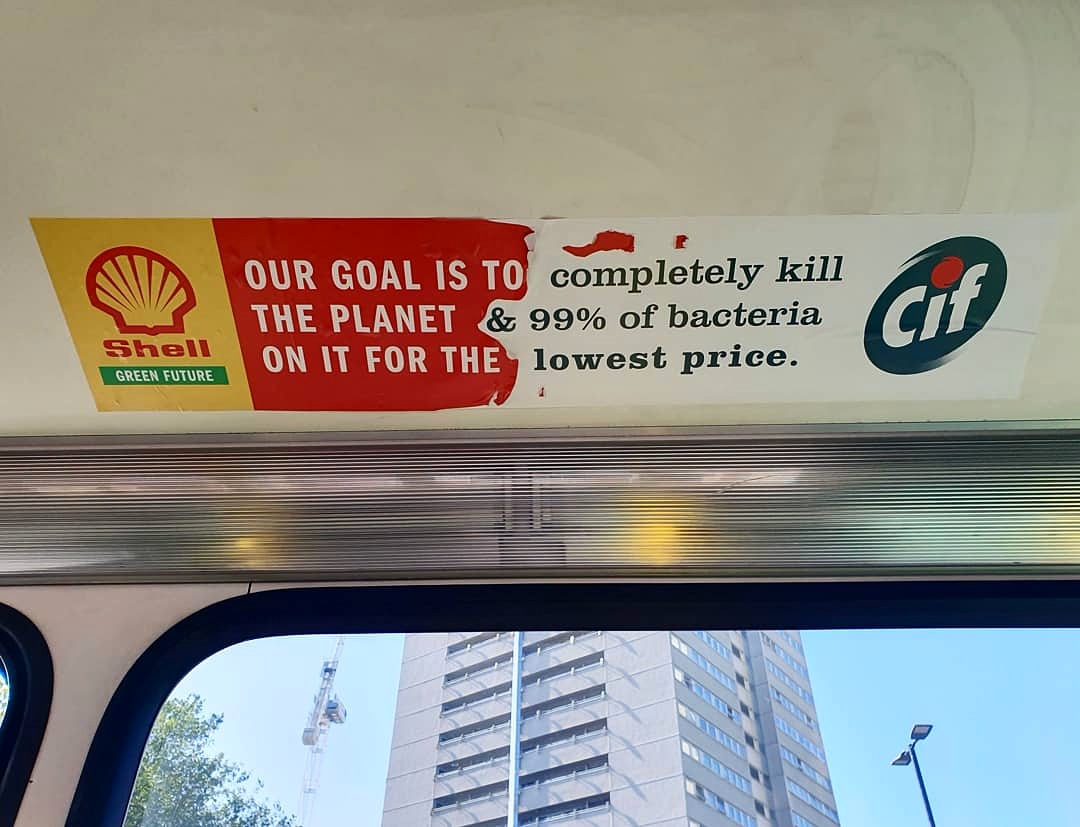 Shell
GREEN FUTURE
OUR GOAL IS TO completely kill
THE PLANET & 99% of bacteria
ON IT FOR THE lowest price.
Cif